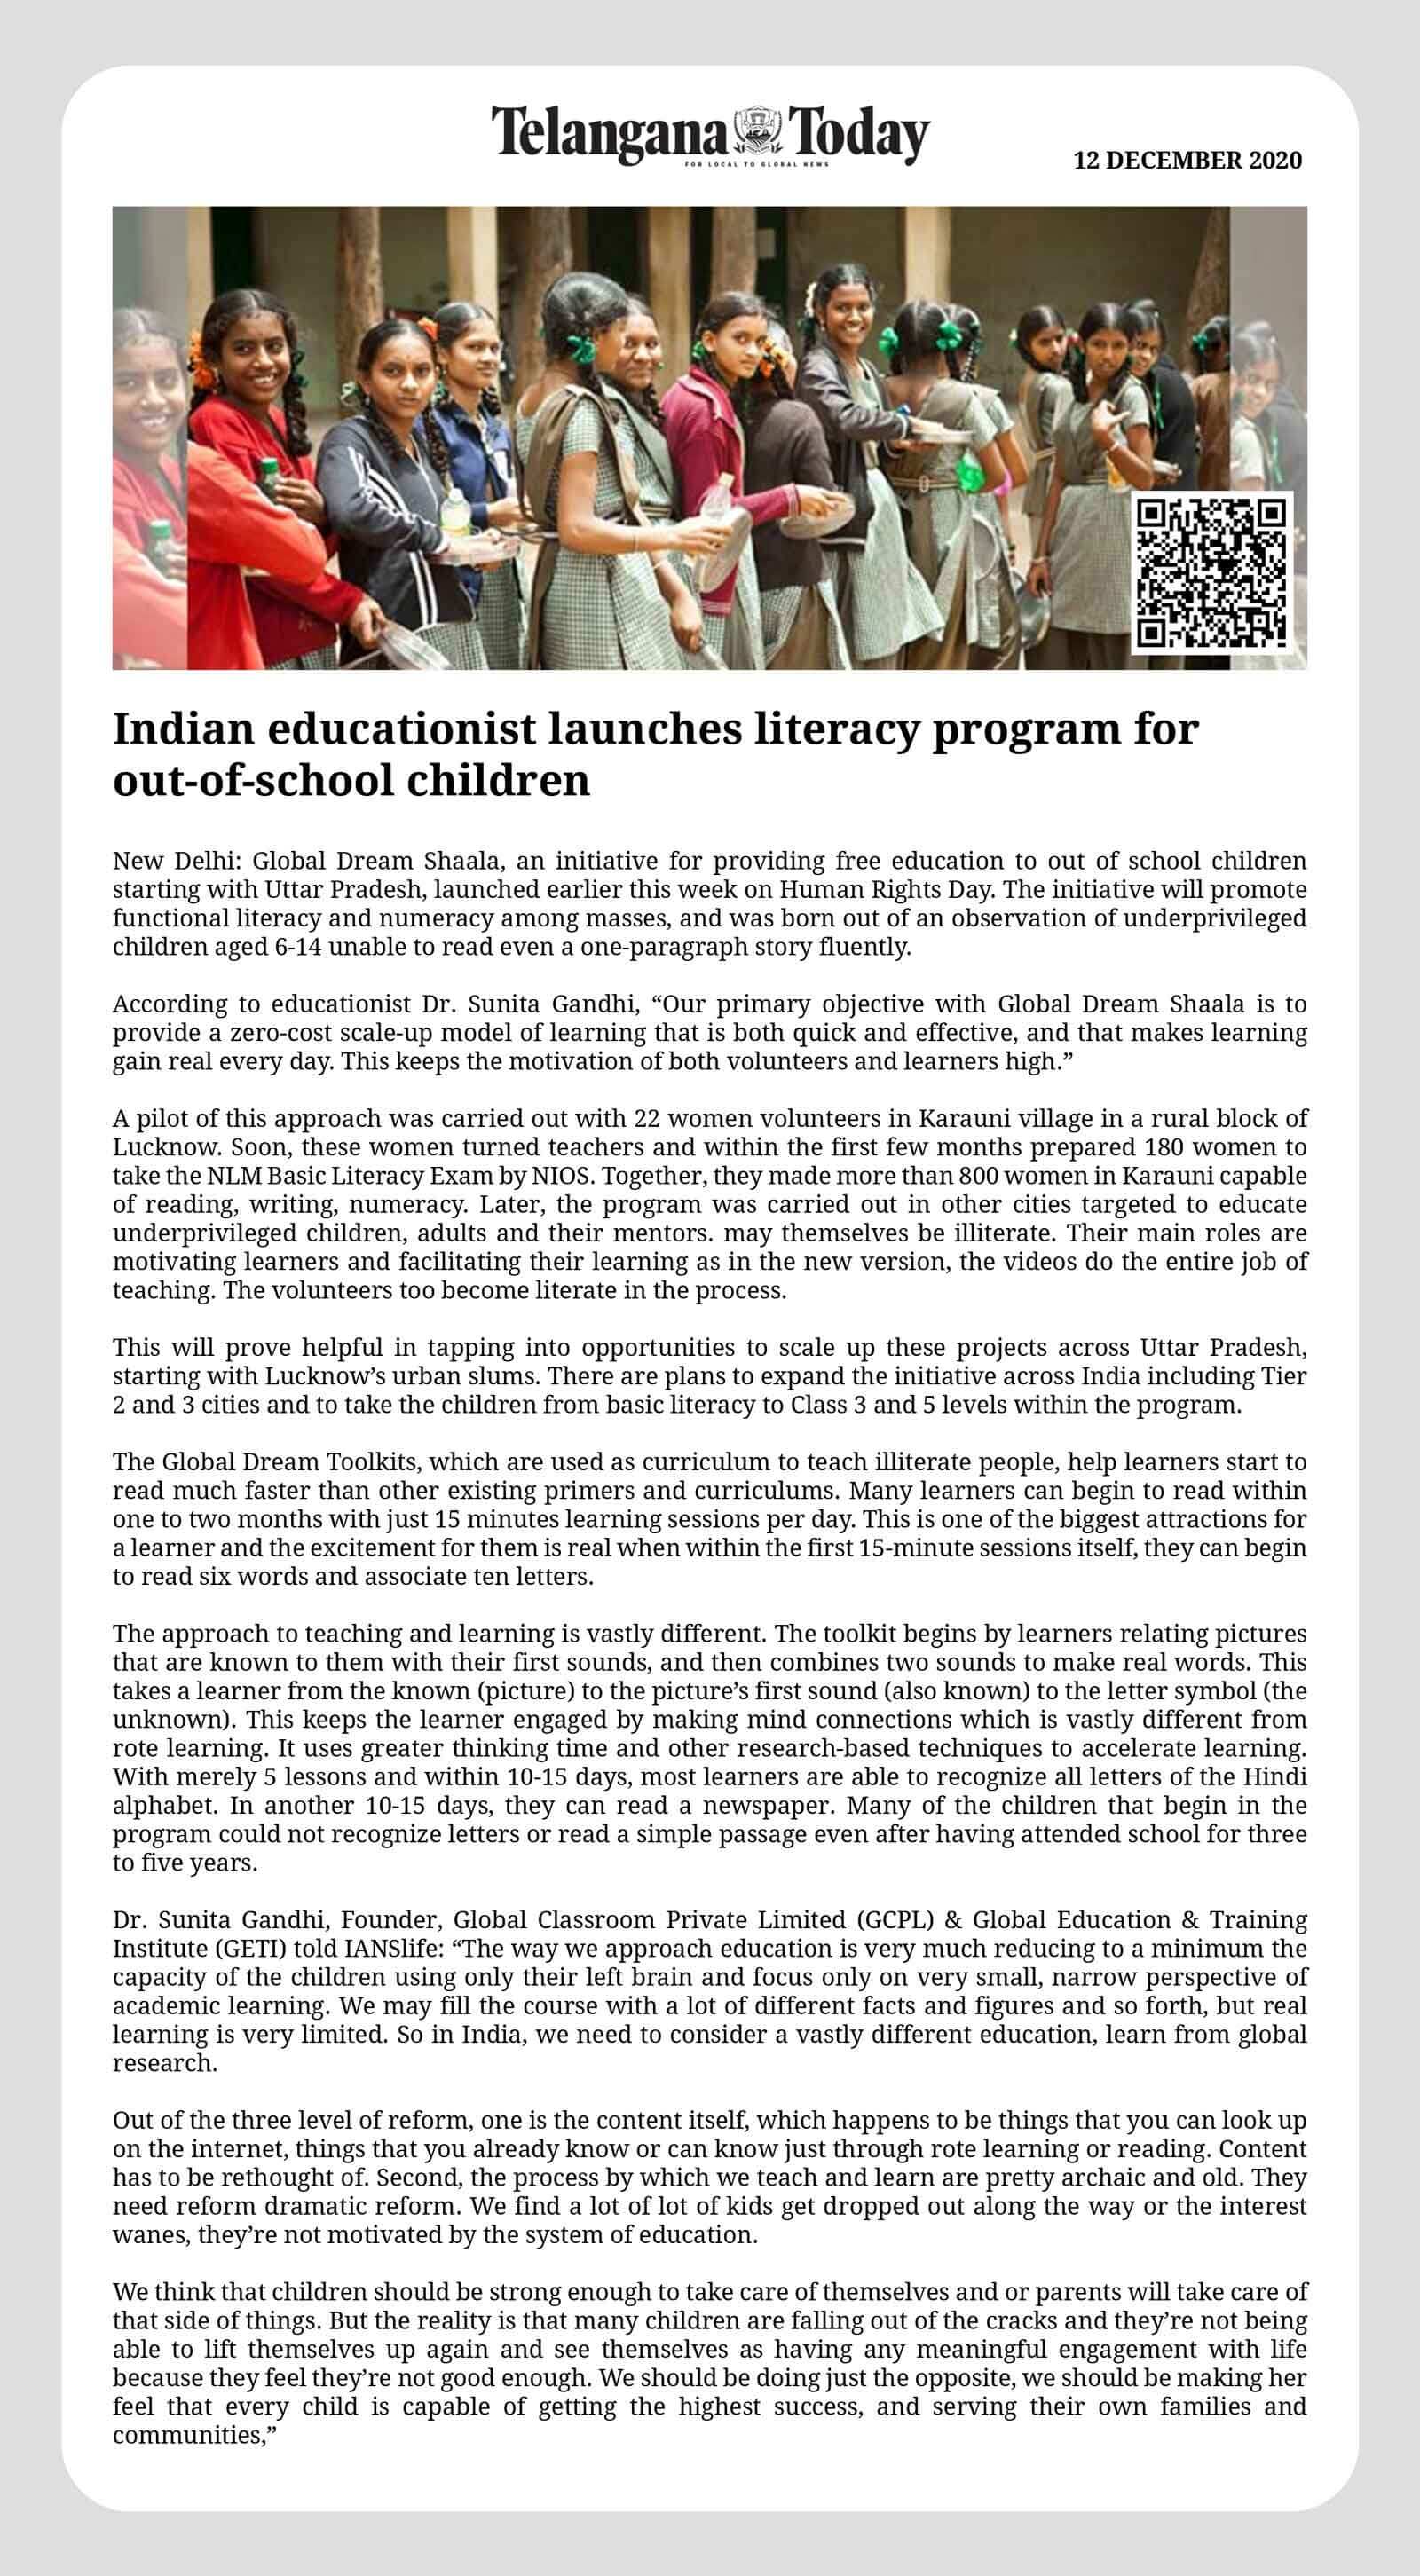 Telangana Today
FOR LOCAL TO GLOBAL NEWS
12 DECEMBER 2020
Indian educationist launches literacy program for
out-of-school children
New Delhi: Global Dream Shaala, an initiative for providing free education to out of school children
starting with Uttar Pradesh, launched earlier this week on Human Rights Day. The initiative will promote
functional literacy and numeracy among masses, and was born out of an observation of underprivileged
children aged 6-14 unable to read even a one-paragraph story fluently.
According to educationist Dr. Sunita Gandhi, “Our primary objective with Global Dream Shaala is to
provide a zero-cost scale-up model of learning that is both quick and effective, and that makes learning
gain real every day. This keeps the motivation of both volunteers and learners high.”
A pilot of this approach was carried out with 22 women volunteers in Karauni village in a rural block of
Lucknow. Soon, these women turned teachers and within the first few months prepared 180 women to
take the NLM Basic Literacy Exam by NIOS. Together, they made more than 800 women in Karauni capable
of reading, writing, numeracy. Later, the program was carried out in other cities targeted to educate
underprivileged children, adults and their mentors. may themselves be illiterate. Their main roles are
motivating learners and facilitating their learning as in the new version, the videos do the entire job of
teaching. The volunteers too become literate in the process.
This will prove helpful in tapping into opportunities to scale up these projects across Uttar Pradesh,
starting with Lucknow’s urban slums. There are plans to expand the initiative across India including Tier
2 and 3 cities and to take the children from basic literacy to Class 3 and 5 levels within the program.
The Global Dream Toolkits, which are used as curriculum to teach illiterate people, help learners start to
read much faster than other existing primers and curriculums. Many learners can begin to read within
one to two months with just 15 minutes learning sessions per day. This is one of the biggest attractions for
a learner and the excitement for them is real when within the first 15-minute sessions itself, they can begin
to read six words and associate ten letters.
The approach to teaching and learning is vastly different. The toolkit begins by learners relating pictures
that are known to them with their first sounds, and then combines two sounds to make real words. This
takes a learner from the known (picture) to the picture’s first sound (also known) to the letter symbol (the
unknown). This keeps the learner engaged by making mind connections which is vastly different from
rote learning. It uses greater thinking time and other research-based techniques to accelerate learning.
With merely 5 lessons and within 10-15 days, most learners are able to recognize all letters of the Hindi
alphabet. In another 10-15 days, they can read a newspaper. Many of the children that begin in the
program could not recognize letters or read a simple passage even after having attended school for three
to five years.
Dr. Sunita Gandhi, Founder, Global Classroom Private Limited (GCPL) & Global Education & Training
Institute (GETI) told IANSlife: “The way we approach education is very much reducing to a minimum the
capacity of the children using only their left brain and focus only on very small, narrow perspective of
academic learning. We may fill the course with a lot of different facts and figures and so forth, but real
learning is very limited. So in India, we need to consider a vastly different education, learn from global
research.
Out of the three level of reform, one is the content itself, which happens to be things that you can look up
on the internet, things that you already know or can know just through rote learning or reading. Content
has to be rethought of. Second, the process by which we teach and learn are pretty archaic and old. They
need reform dramatic reform. We find a lot of lot of kids get dropped out along the way or the interest
wanes, they’re not motivated by the system of education.
We think that children should be strong enough to take care of themselves and or parents will take care of
that side of things. But the reality is that many children are falling out of the cracks and they’re not being
able to lift themselves up again and see themselves as having any meaningful engagement with life
because they feel they’re not good enough. We should be doing just the opposite, we should be making her
feel that every child is capable of getting the highest success, and serving their own families and
communities,”